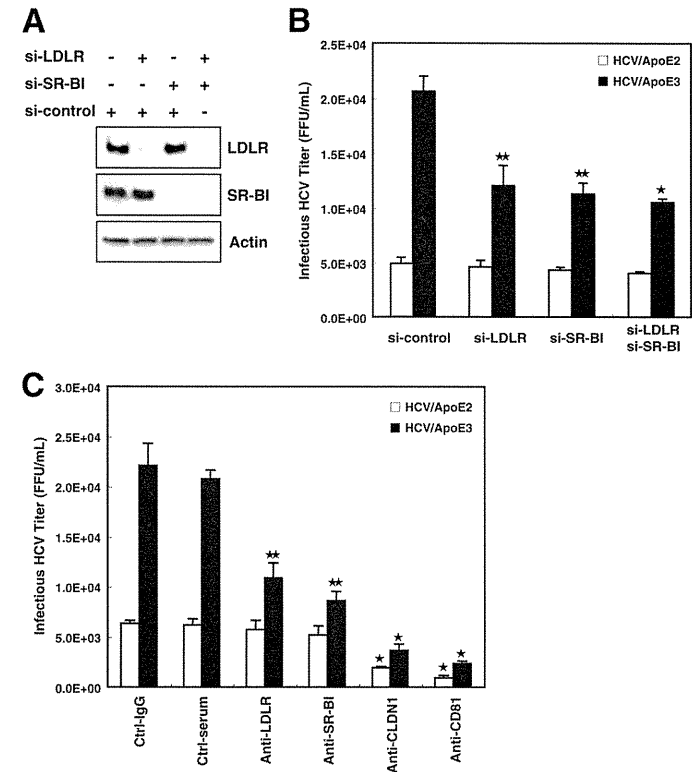 A
si-LDLR - + - +
si-SR-BI - - + +
si-control + + + -
LDLR
SR-BI
Actin
B
Infectious HCV Titer (FFU/mL)
2.5E+04
2.0E+04
1.5E+04
1.0E+04
5.0E+03
0.0E+00
HCV/ApoE2
HCV/ApoE3
★★
★★
★
si-control
si-LDLR
si-SR-BI
si-LDLR
si-SR-BI
C
Infectious HCV Titer (FFU/mL)
3.0E+04
2.5E+04
2.0E+04
1.5E+04
1.0E+04
5.0E+03
0.0E+00
HCV/ApoE2
HCV/ApoE3
★★
★★
★ ★
★ ★
Ctrl-IgG
Ctrl-serum
Anti-LDLR
Anti-SR-BI
Anti-CLDN1
Anti-CD81